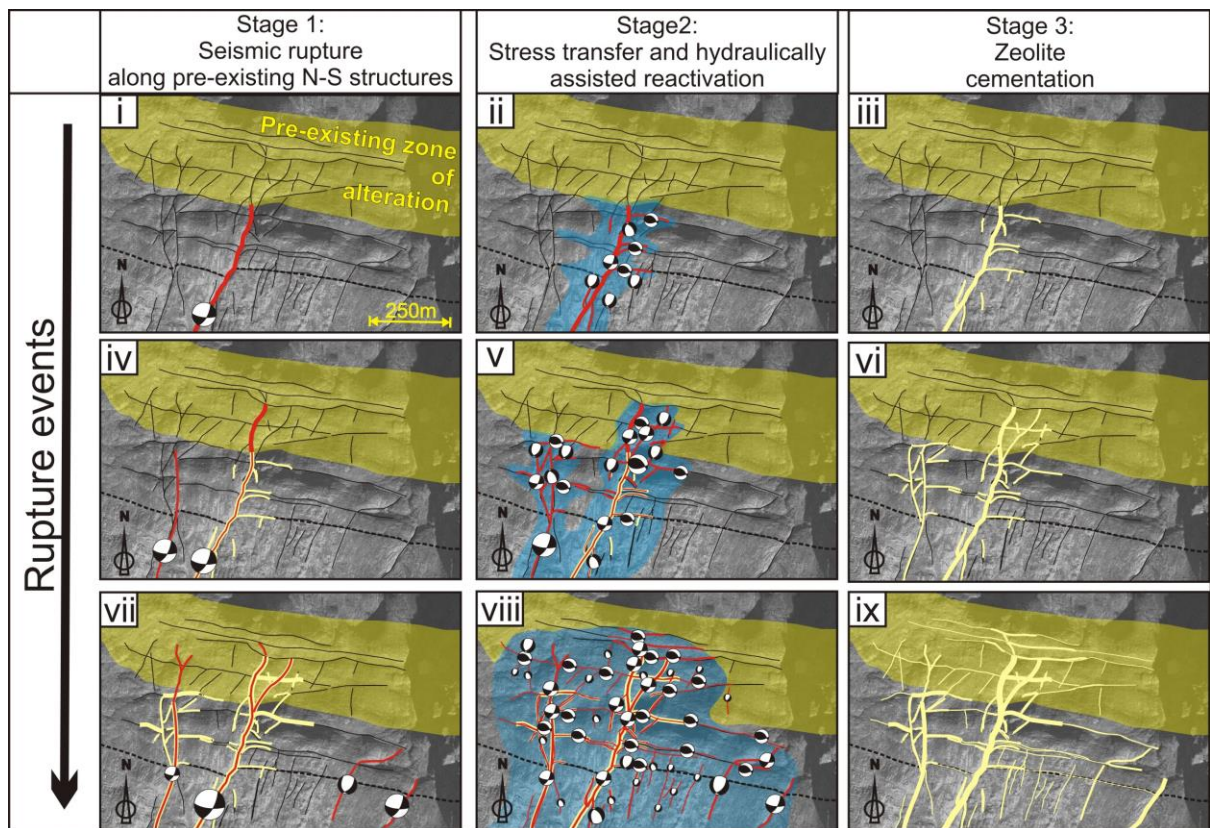 Stage 1:
Seismic rupture
along pre-existing N-S structures
Stage2:
Stress transfer and hydraulically
assisted reactivation
Stage 3:
Zeolite
cementation
Rupture events
i
Pre-existing zone
of
alteration
N
250m
ii
N
iii
N
iv
N
v
N
vi
N
vii
N
viii
N
ix
N